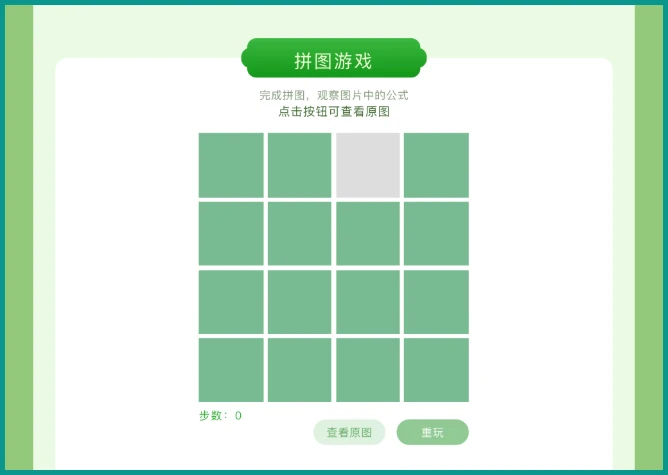 拼图游戏
完成拼图，观察图片中的公式
点击按钮可查看原图
步数：0
查看原图 重玩